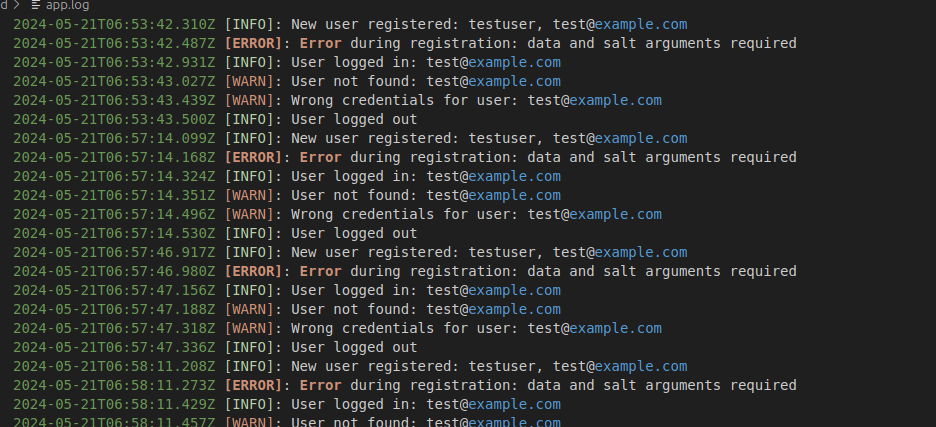 d > app.log
2024-05-21T06:53:42.310Z [INFO]: New user registered: testuser, test@example.com
2024-05-21T06:53:42.487Z [ERROR]: Error during registration: data and salt arguments required
2024-05-21T06:53:42.931Z [INFO]: User logged in: test@example.com
2024-05-21T06:53:43.027Z [WARN]: User not found: test@example.com
2024-05-21T06:53:43.439Z [WARN]: Wrong credentials for user: test@example.com
2024-05-21T06:53:43.500Z [INFO]: User logged out
2024-05-21T06:57:14.099Z [INFO]: New user registered: testuser, test@example.com
2024-05-21T06:57:14.168Z [ERROR]: Error during registration: data and salt arguments required
2024-05-21T06:57:14.324Z [INFO]: User logged in: test@example.com
2024-05-21T06:57:14.351Z [WARN]: User not found: test@example.com
2024-05-21T06:57:14.496Z [WARN]: Wrong credentials for user: test@example.com
2024-05-21T06:57:14.530Z [INFO]: User logged out
2024-05-21T06:57:46.917Z [INFO]: New user registered: testuser, test@example.com
2024-05-21T06:57:46.980Z [ERROR]: Error during registration: data and salt arguments required
2024-05-21T06:57:47.156Z [INFO]: User logged in: test@example.com
2024-05-21T06:57:47.188Z [WARN]: User not found: test@example.com
2024-05-21T06:57:47.318Z [WARN]: Wrong credentials for user: test@example.com
2024-05-21T06:57:47.336Z [INFO]: User logged out
2024-05-21T06:58:11.208Z [INFO]: New user registered: testuser, test@example.com
2024-05-21T06:58:11.273Z [ERROR]: Error during registration: data and salt arguments required
2024-05-21T06:58:11.429Z [INFO]: User logged in: test@example.com
2024-05-21T06:58:11.457Z [WARN]: User not found: test@example.com